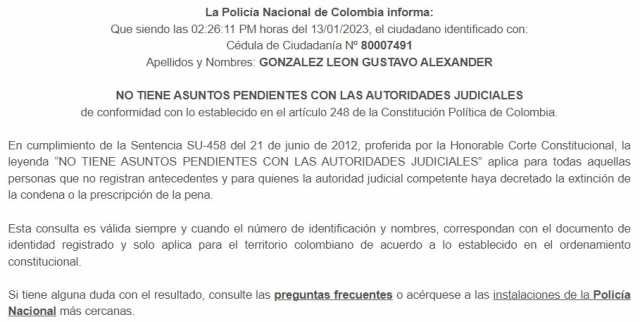 La Policía Nacional de Colombia informa:
Que siendo las 02:26:11 PM horas del 13/01/2023, el ciudadano identificado con:
Cédula de Ciudadanía Nº 80007491
Apellidos y Nombres: GONZALEZ LEON GUSTAVO ALEXANDER
NO TIENE ASUNTOS PENDIENTES CON LAS AUTORIDADES JUDICIALES
de conformidad con lo establecido en el artículo 248 de la Constitución Política de Colombia.
En cumplimiento de la Sentencia SU-458 del 21 de junio de 2012, proferida por la Honorable Corte Constitucional, la
leyenda “NO TIENE ASUNTOS PENDIENTES CON LAS AUTORIDADES JUDICIALES” aplica para todas aquellas
personas que no registran antecedentes y para quienes la autoridad judicial competente haya decretado la extinción de
la condena o la prescripción de la pena.
Esta consulta es válida siempre y cuando el número de identificación y nombres, correspondan con el documento de
identidad registrado y solo aplica para el territorio colombiano de acuerdo a lo establecido en el ordenamiento
constitucional.
Si tiene alguna duda con el resultado, consulte las preguntas frecuentes o acérquese a las instalaciones de la Policía
Nacional más cercanas.